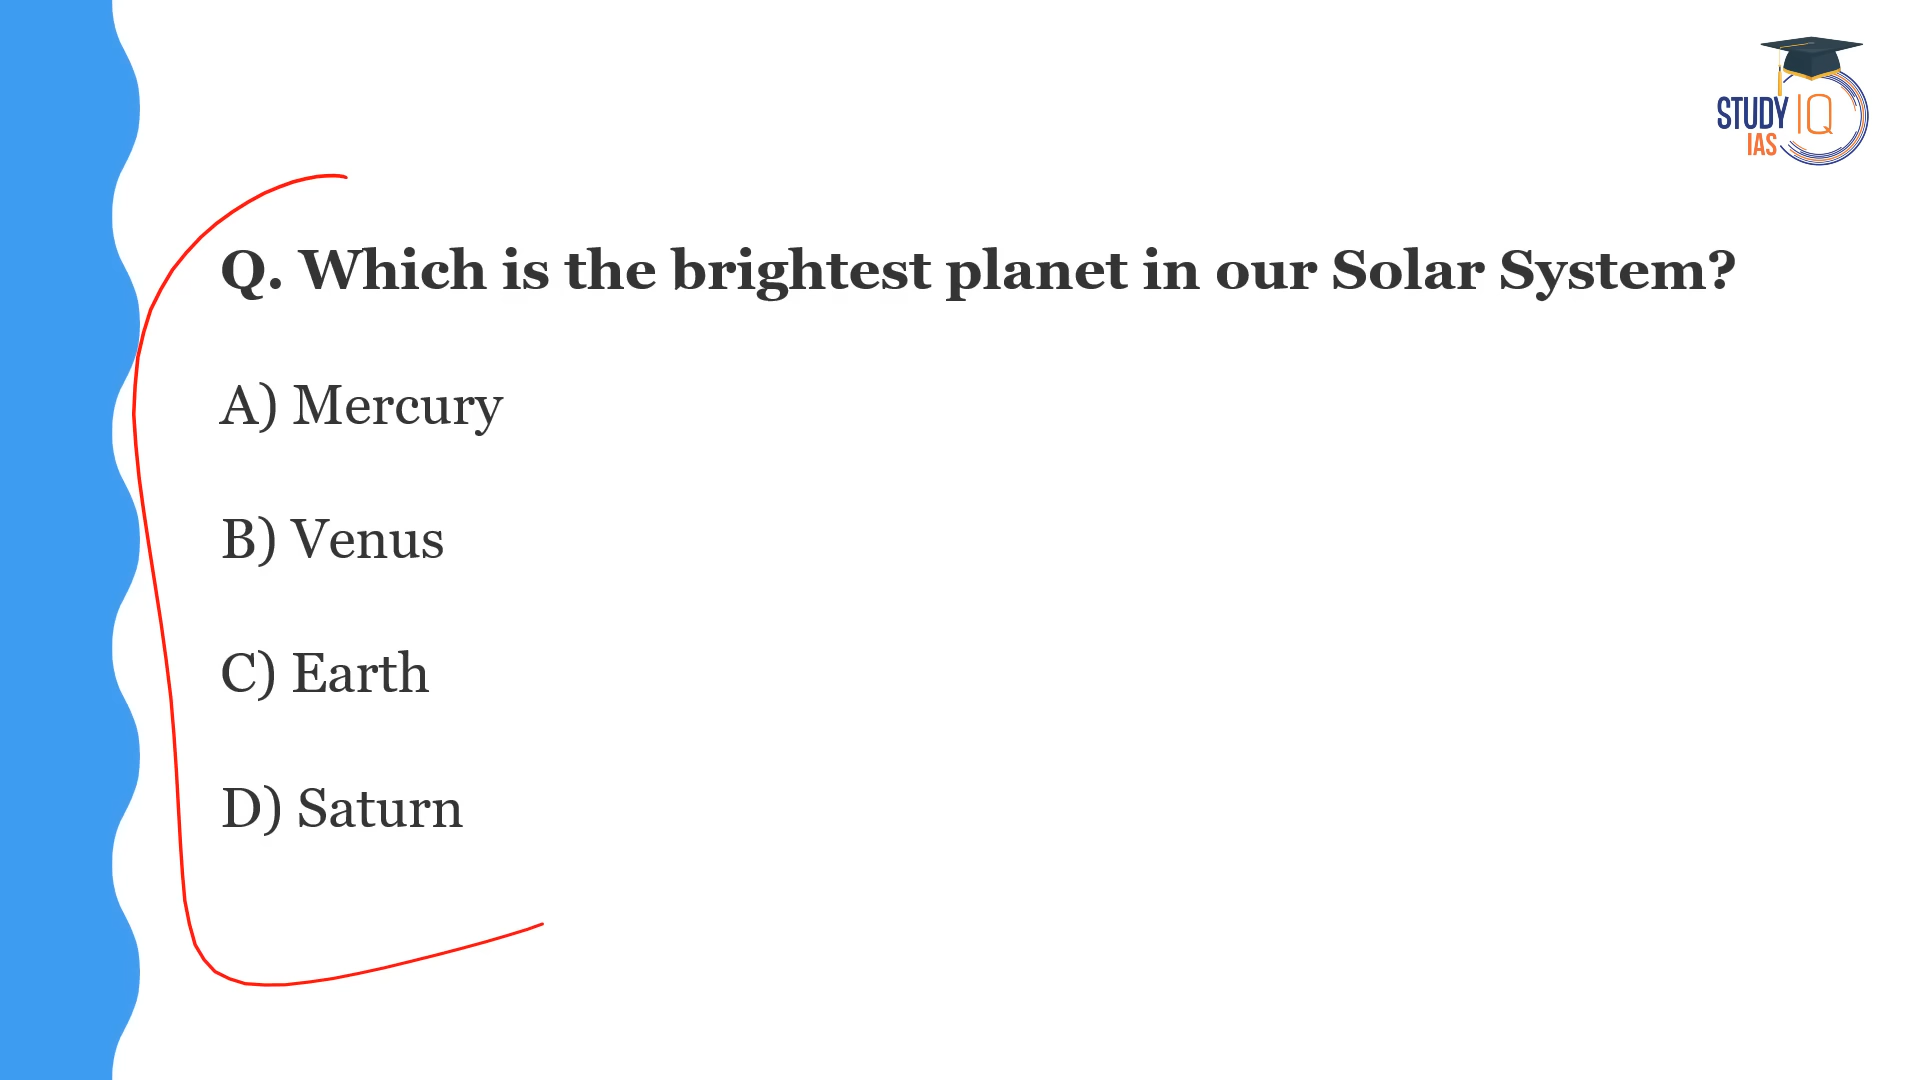 STUDY IQ
IAS
Q. Which is the brightest planet in our Solar System?
A) Mercury
B) Venus
C) Earth
D) Saturn